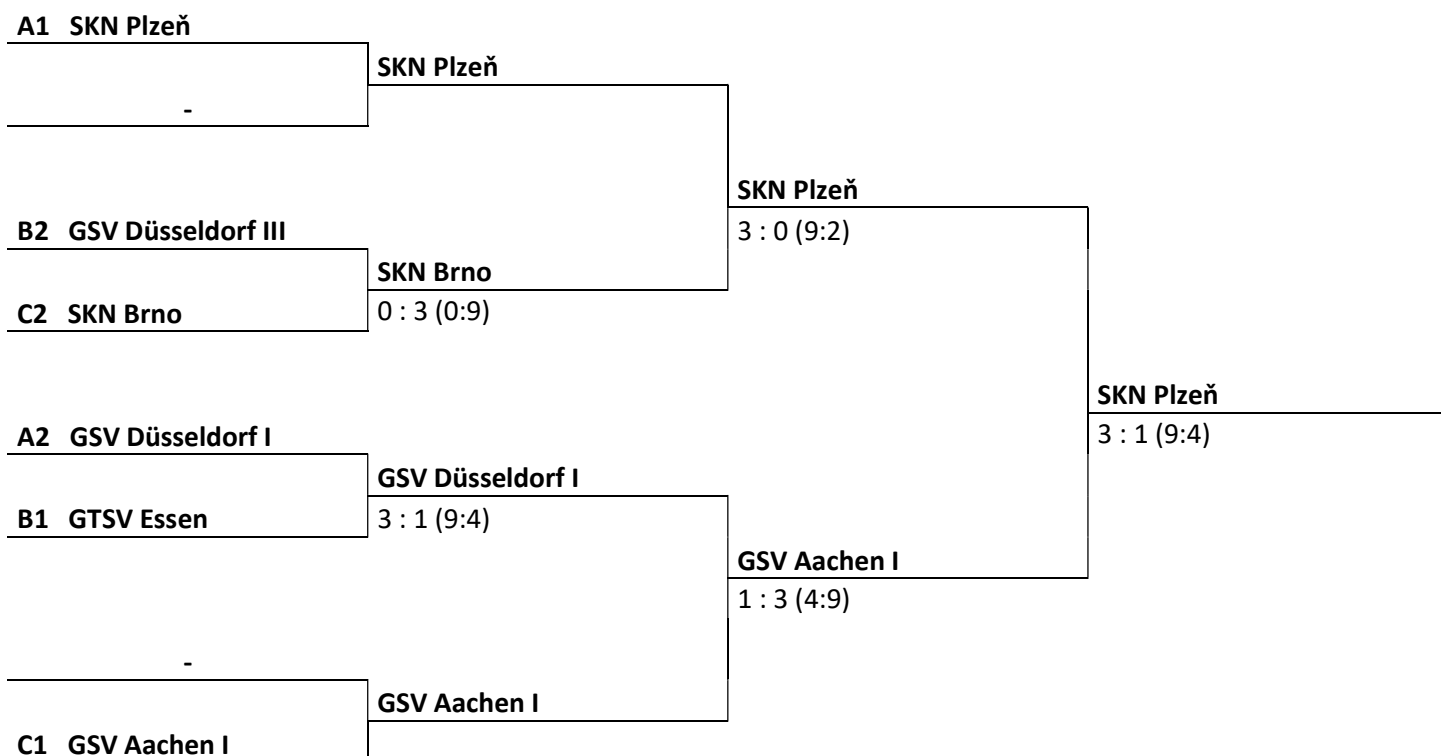 A1 SKN Plzeň
SKN Plzeň
-
SKN Plzeň
B2 GSV Düsseldorf III
3 : 0 (9:2)
SKN Brno
C2 SKN Brno
0 : 3 (0:9)
SKN Plzeň
A2 GSV Düsseldorf I
3 : 1 (9:4)
GSV Düsseldorf I
B1 GTSV Essen
3 : 1 (9:4)
GSV Aachen I
1 : 3 (4:9)
-
GSV Aachen I
C1 GSV Aachen I